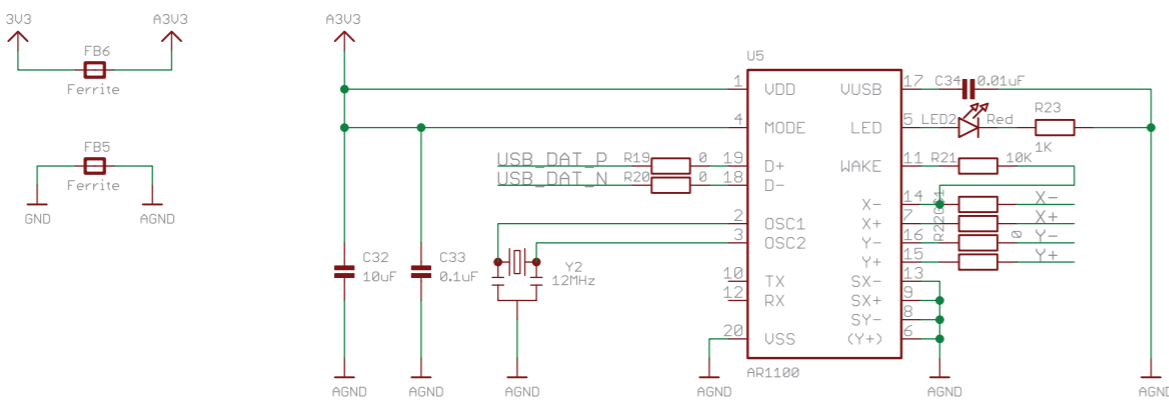 3V3 A3V3 A3V3
FB6
Ferrite
FB5
Ferrite
GND AGND
U5
1 VDD VUSB 17 C34 0.01uF
4 MODE LED 5 LED2 Red R23
1K
USB_DAT_P R19 0 19 D+ WAKE 11 R21 10K
USB_DAT_N R20 0 18 D-
X- 14 X-
2 OSC1 X+ 7 X+
3 OSC2 Y- 16 0 Y-
Y+ 15 Y+
C32 C33 Y2
10uF 0.1uF 12MHz
10 TX SX- 13
12 RX SX+ 9
SY- 8
20 VSS (Y+) 6
AR1100
AGND AGND AGND AGND AGND AGND